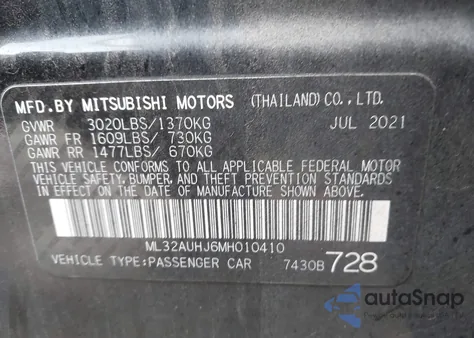 MFD.BY MITSUBISHI MOTORS (THAILAND) CO.,LTD.
GVWR 3020LBS/1370KG JUL 2021
GAWR FR 1609LBS/ 730KG
GAWR RR 1477LBS/ 670KG
THIS VEHICLE CONFORMS TO ALL APPLICABLE FEDERAL MOTOR
VEHICLE SAFETY,BUMPER,AND THEFT PREVENTION STANDARDS
IN EFFECT ON THE DATE OF MANUFACTURE SHOWN ABOVE.
ML32AUHJ6MH010410
VEHICLE TYPE:PASSENGER CAR 7430B 728
autoSnap